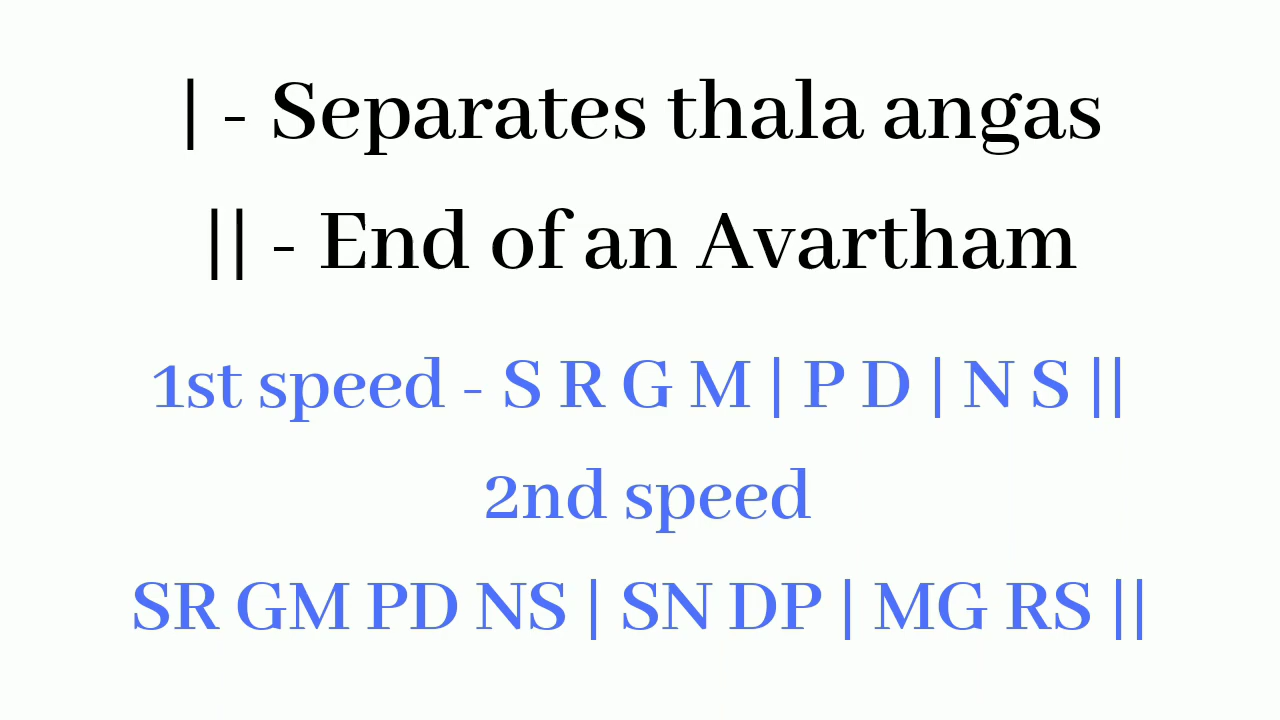 | - Separates thala angas
|| - End of an Avartham
1st speed - S R G M | P D | N S ||
2nd speed
SR GM PD NS | SN DP | MG RS ||